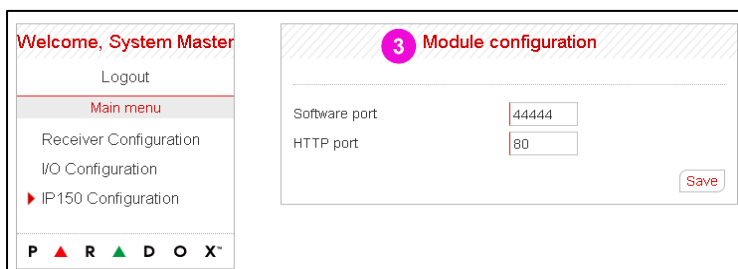 Welcome, System Master
Logout
Main menu
Receiver Configuration
I/O Configuration
IP150 Configuration
PARADOX™
3 Module configuration
Software port 44444
HTTP port 80
Save